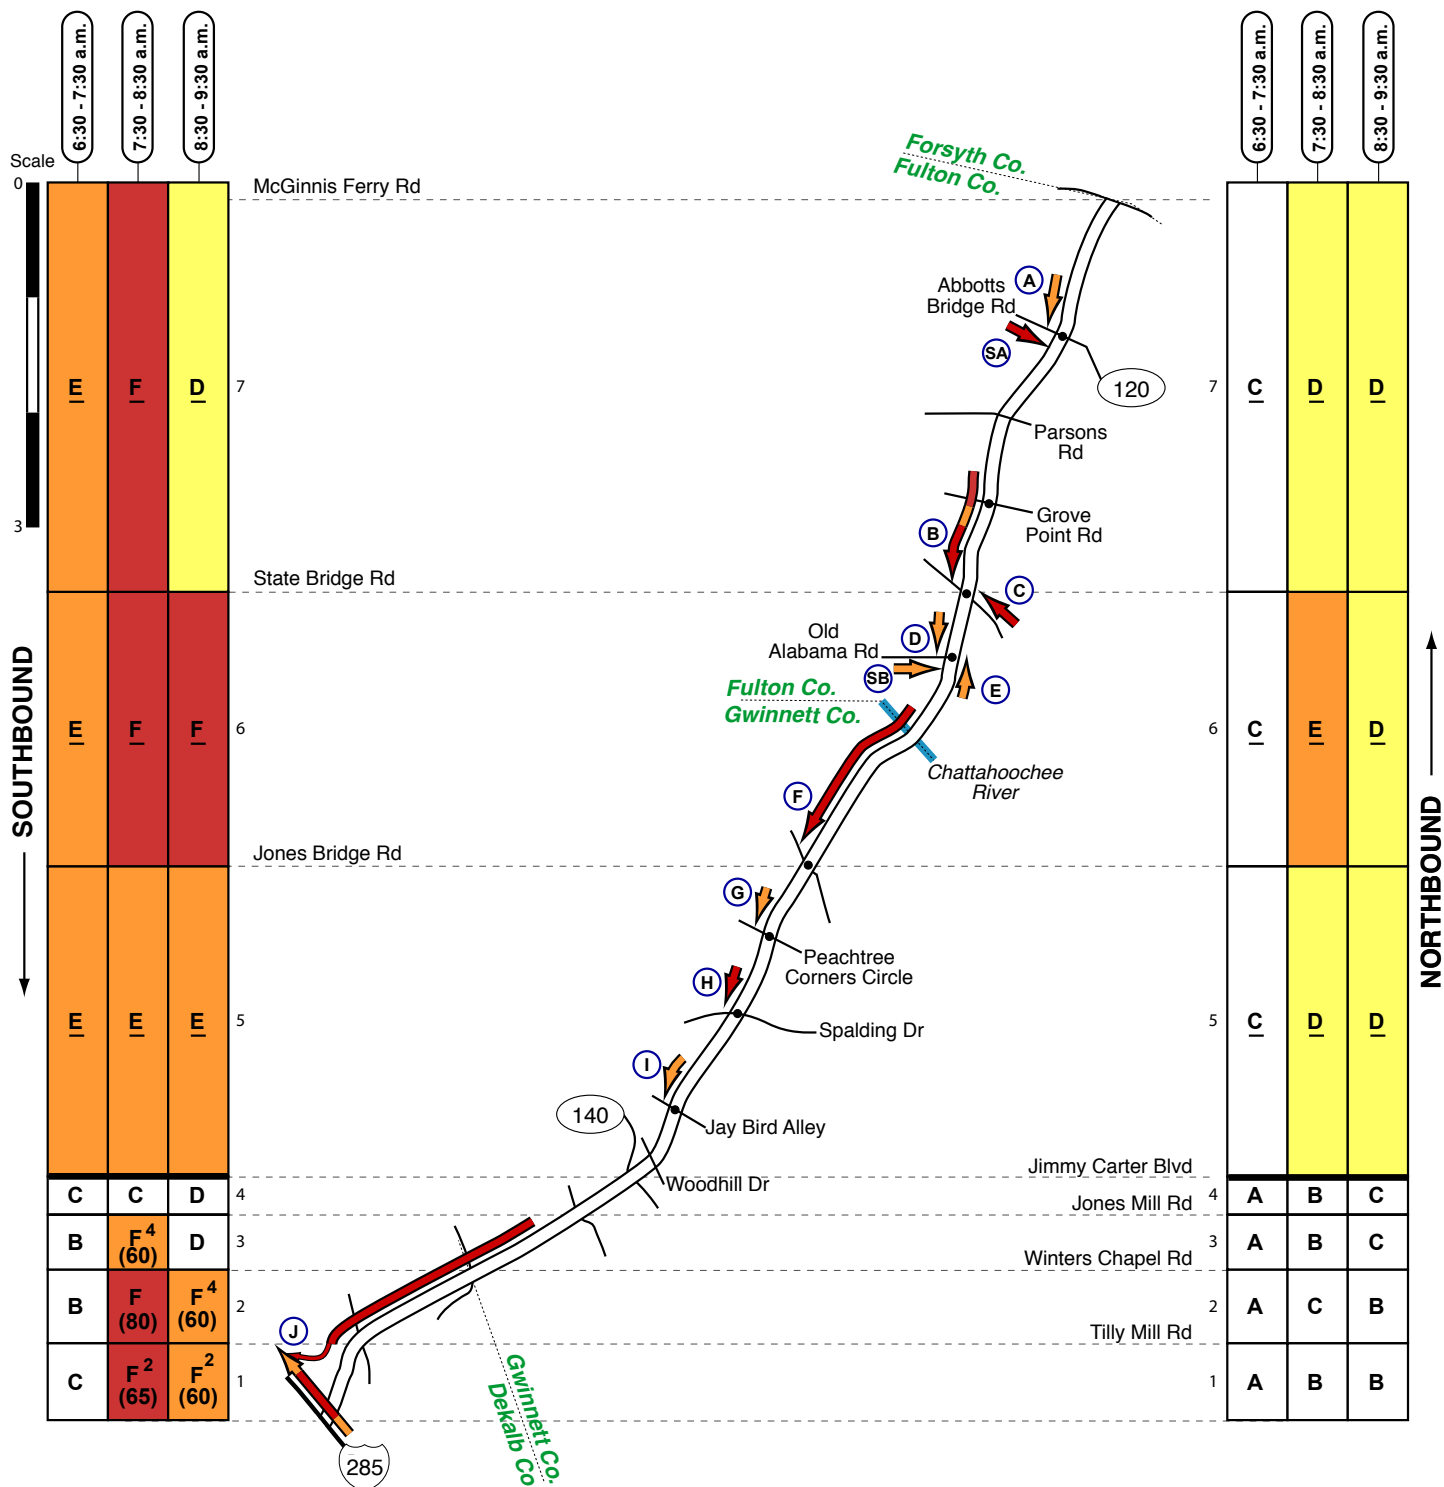 6:30 - 7:30 a.m.
7:30 - 8:30 a.m.
8:30 - 9:30 a.m.
6:30 - 7:30 a.m.
7:30 - 8:30 a.m.
8:30 - 9:30 a.m.
Scale
0
3
SOUTHBOUND
NORTHBOUND
McGinnis Ferry Rd
Forsyth Co.
Fulton Co.
Abbotts
Bridge Rd
A
SA
120
E F D 7
7 C D D
Parsons
Rd
Grove
Point Rd
B
State Bridge Rd
C
Old
Alabama Rd
D
SB
E
Fulton Co.
Gwinnett Co.
E F F 6
6 C E D
Chattahoochee
River
F
Jones Bridge Rd
G
Peachtree
Corners Circle
H
Spalding Dr
E E E 5
5 C D D
I
Jay Bird Alley
140
Woodhill Dr
Jimmy Carter Blvd
C C D 4
Jones Mill Rd
4 A B C
B F 4 (60) D 3
Winters Chapel Rd
3 A B C
B F (80) F 4 (60) 2
Tilly Mill Rd
2 A C B
J
C F 2 (65) F 2 (60) 1
1 A B B
Gwinnett Co.
Dekalb Co
285